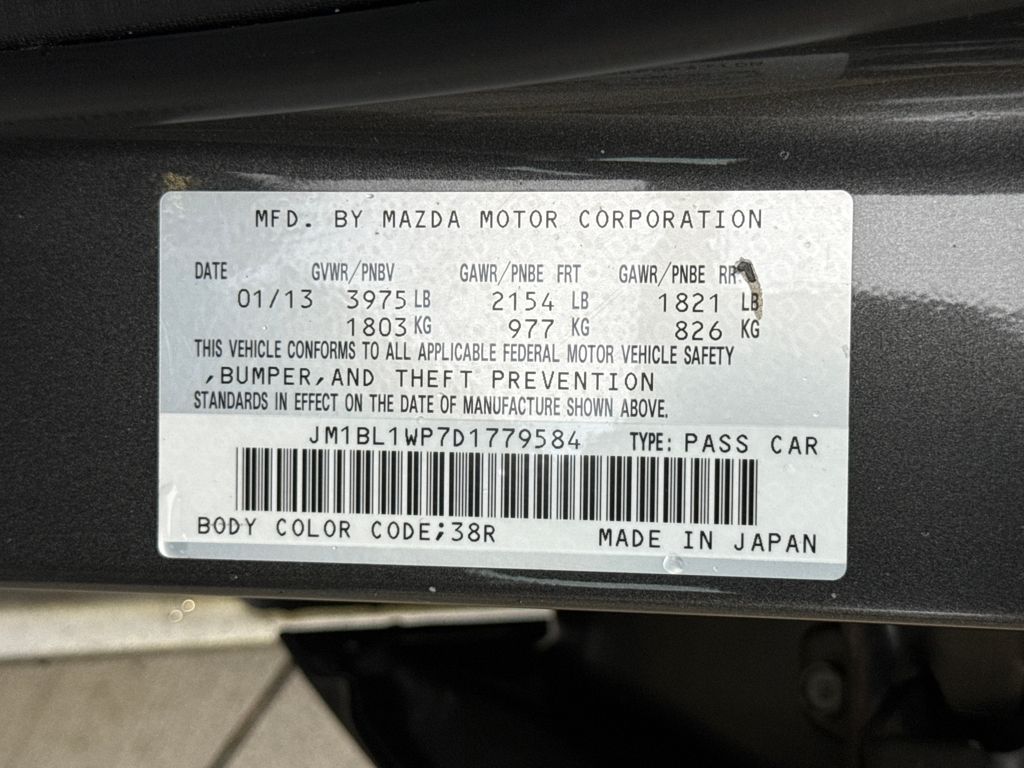 MFD. BY MAZDA MOTOR CORPORATION
DATE GVWR/PNBV GAWR/PNBE FRT GAWR/PNBE RR
01/13 3975 LB 2154 LB 1821 LB
1803 KG 977 KG 826 KG
THIS VEHICLE CONFORMS TO ALL APPLICABLE FEDERAL MOTOR VEHICLE SAFETY
,BUMPER,AND THEFT PREVENTION
STANDARDS IN EFFECT ON THE DATE OF MANUFACTURE SHOWN ABOVE.
JM1BL1WP7D1779584 TYPE: PASS CAR
BODY COLOR CODE;38R MADE IN JAPAN